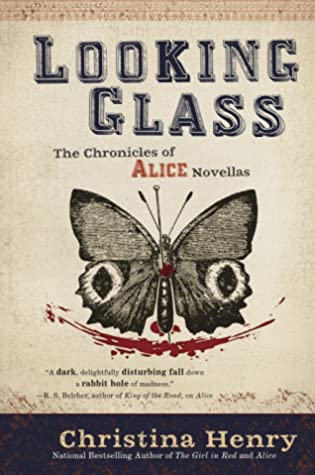 LOOKING
GLASS
The Chronicles of
ALICE Novellas
“A dark, delightfully disturbing fall down
a rabbit hole of madness.”
—R. S. Belcher, author of King of the Road, on Alice
Christina Henry
National Bestselling Author of The Girl in Red and Alice